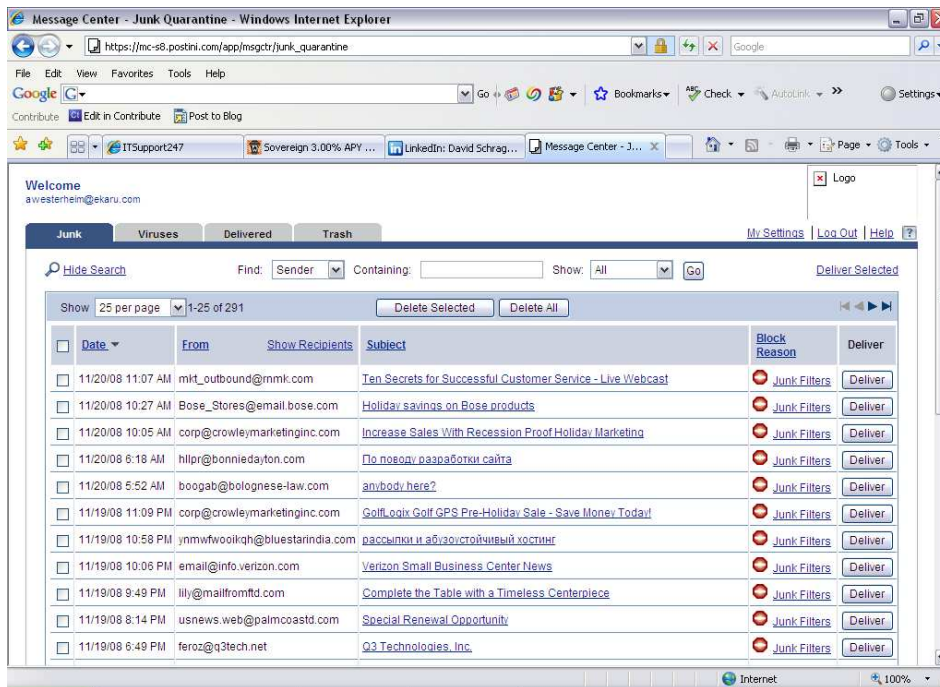 Message Center - Junk Quarantine - Windows Internet Explorer
https://mc-s8.postini.com/app/msgctr/junk_quarantine
Google
File Edit View Favorites Tools Help
Google G Go Bookmarks ABC Check AutoLink >> Settings
Contribute Ct Edit in Contribute Post to Blog
ITSupport247 Sovereign 3.00% APY ... LinkedIn: David Schrag... Message Center - J... X Page Tools
Welcome
awesterheim@ekaru.com
Logo
Junk Viruses Delivered Trash My Settings | Log Out | Help ?
Hide Search Find: Sender Containing: Show: All Go Deliver Selected
Show 25 per page 1-25 of 291 Delete Selected Delete All
Date From Show Recipients Subject Block Reason Deliver
11/20/08 11:07 AM mkt_outbound@rnmk.com Ten Secrets for Successful Customer Service - Live Webcast Junk Filters Deliver
11/20/08 10:27 AM Bose_Stores@email.bose.com Holiday savings on Bose products Junk Filters Deliver
11/20/08 10:05 AM corp@crowleymarketinginc.com Increase Sales With Recession Proof Holiday Marketing Junk Filters Deliver
11/20/08 6:18 AM hllpr@bonniedayton.com По поводу разработки сайта Junk Filters Deliver
11/20/08 5:52 AM boogab@bolognese-law.com anybody here? Junk Filters Deliver
11/19/08 11:09 PM corp@crowleymarketinginc.com GolfLogix Golf GPS Pre-Holiday Sale - Save Money Today! Junk Filters Deliver
11/19/08 10:58 PM ynmwfwooikqh@bluestarindia.com рассылки и абузоустойчивый хостинг Junk Filters Deliver
11/19/08 10:06 PM email@info.verizon.com Verizon Small Business Center News Junk Filters Deliver
11/19/08 9:49 PM lily@mailfromftd.com Complete the Table with a Timeless Centerpiece Junk Filters Deliver
11/19/08 8:14 PM usnews.web@palmcoastd.com Special Renewal Opportunity Junk Filters Deliver
11/19/08 6:49 PM feroz@q3tech.net Q3 Technologies, Inc. Junk Filters Deliver
Internet 100%